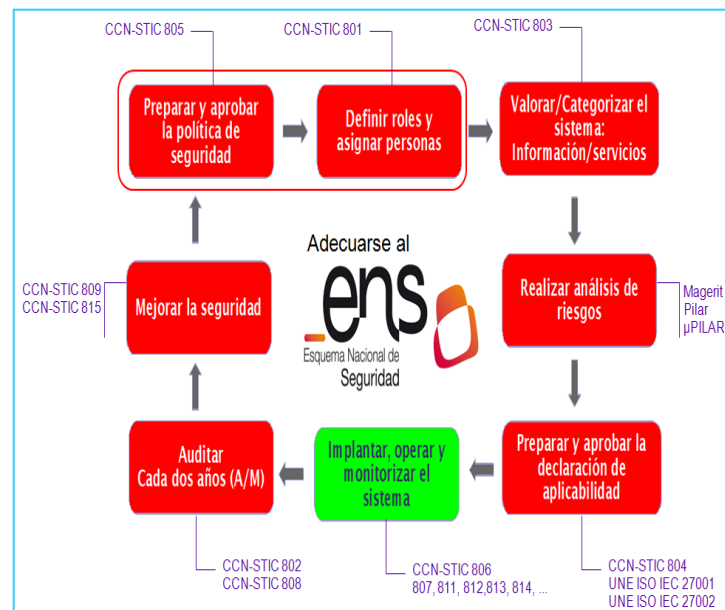 CCN-STIC 805
CCN-STIC 801
CCN-STIC 803
Preparar y aprobar
la política de
seguridad
Definir roles y
asignar personas
Valorar/Categorizar el
sistema:
Información/servicios
Adecuarse al
ens
Esquema Nacional de
Seguridad
CCN-STIC 809
CCN-STIC 815
Mejorar la seguridad
Realizar análisis de
riesgos
Magerit
Pilar
µPILAR
Auditar
Cada dos años (A/M)
Implantar, operar y
monitorizar el
sistema
Preparar y aprobar la
declaración de
aplicabilidad
CCN-STIC 802
CCN-STIC 808
CCN-STIC 806
807, 811, 812,813, 814, ...
CCN-STIC 804
UNE ISO IEC 27001
UNE ISO IEC 27002